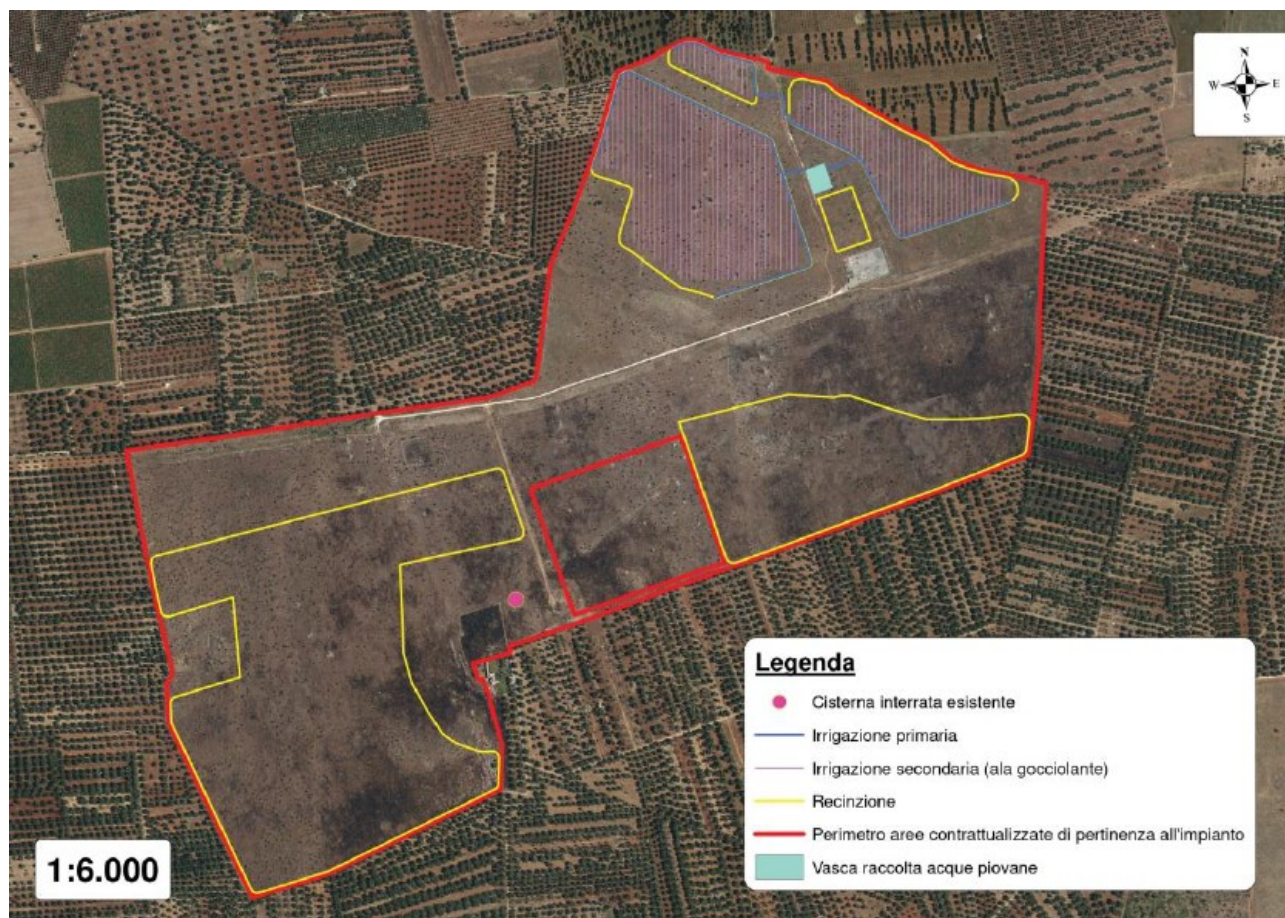 N
W E
S
Legenda
Cisterna interrata esistente
Irrigazione primaria
Irrigazione secondaria (ala gocciolante)
Recinzione
Perimetro aree contrattualizzate di pertinenza all'impianto
Vasca raccolta acque piovane
1:6.000